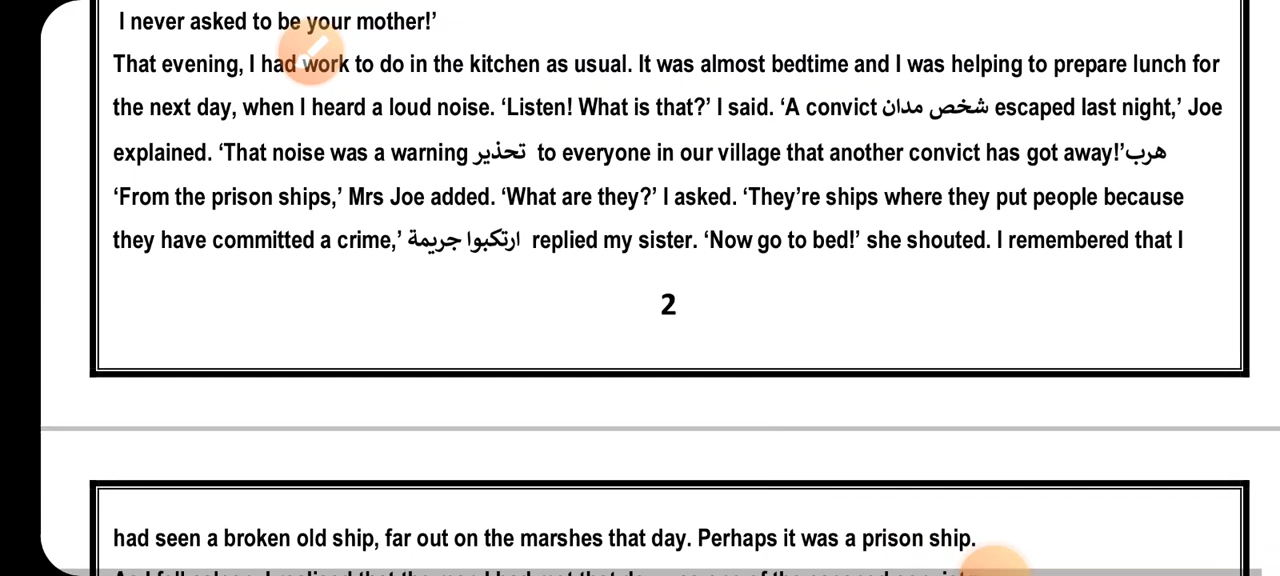 I never asked to be your mother!’
That evening, I had work to do in the kitchen as usual. It was almost bedtime and I was helping to prepare lunch for
the next day, when I heard a loud noise. ‘Listen! What is that?’ I said. ‘A convict شخص مدان escaped last night,’ Joe
explained. ‘That noise was a warning تحذير to everyone in our village that another convict has got away!’هرب
‘From the prison ships,’ Mrs Joe added. ‘What are they?’ I asked. ‘They’re ships where they put people because
they have committed a crime,’ ارتكبوا جريمة replied my sister. ‘Now go to bed!’ she shouted. I remembered that I
2
had seen a broken old ship, far out on the marshes that day. Perhaps it was a prison ship.